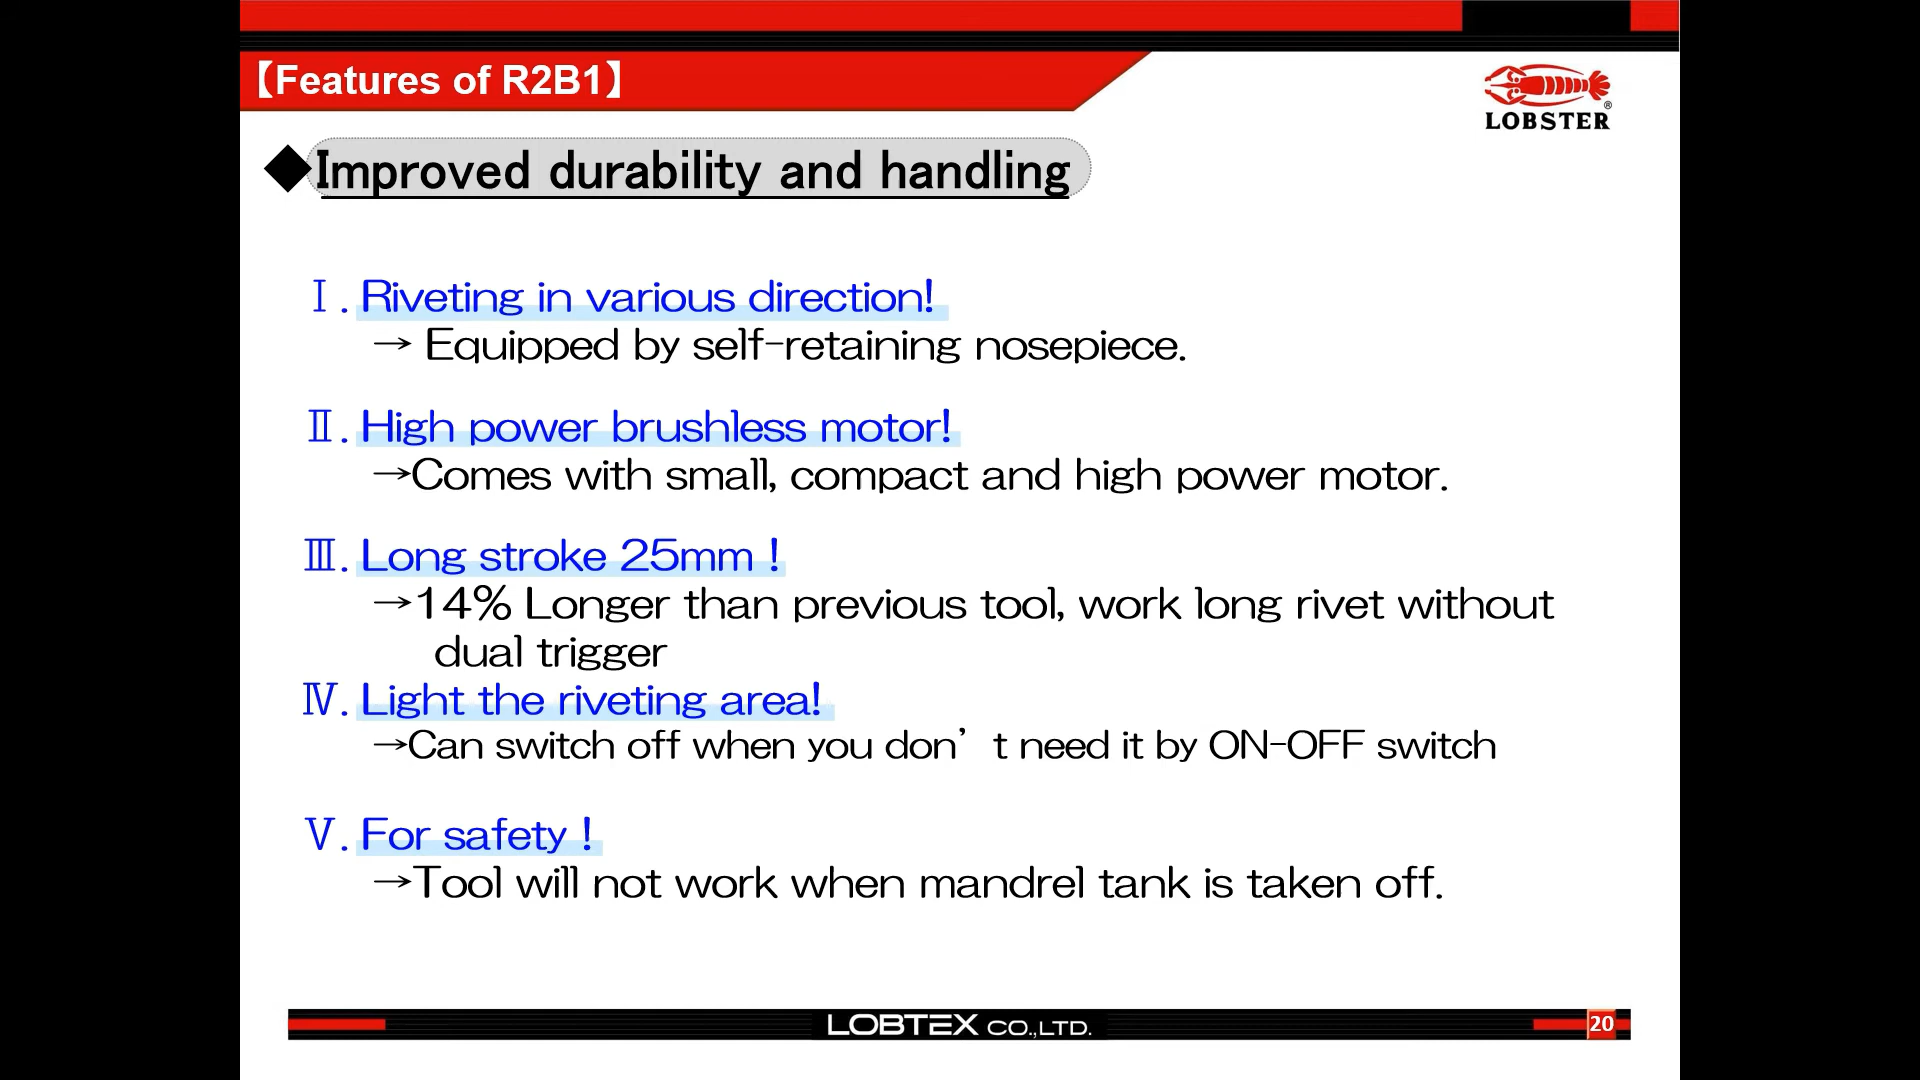 【Features of R2B1】
LOBSTER®
◆Improved durability and handling
Ⅰ. Riveting in various direction!
→ Equipped by self-retaining nosepiece.
Ⅱ. High power brushless motor!
→Comes with small, compact and high power motor.
Ⅲ. Long stroke 25mm !
→14% Longer than previous tool, work long rivet without
dual trigger
Ⅳ. Light the riveting area!
→Can switch off when you don’t need it by ON-OFF switch
Ⅴ. For safety !
→Tool will not work when mandrel tank is taken off.
LOBTEX CO.,LTD.
20